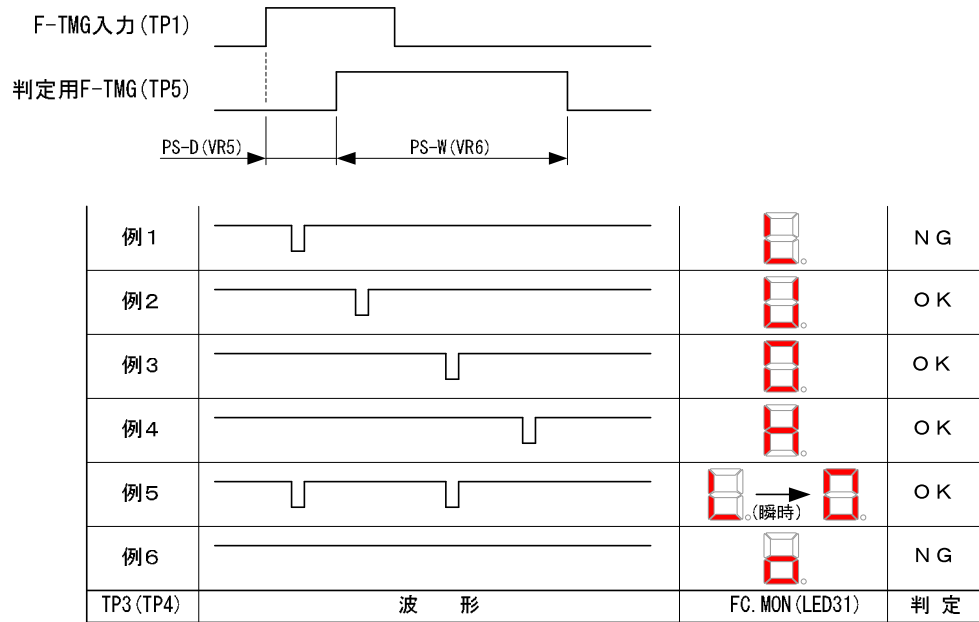 F-TMG入力(TP1)
判定用F-TMG(TP5)
PS-D(VR5)
PS-W(VR6)
例1
NG
例2
OK
例3
OK
例4
OK
例5
(瞬時)
OK
例6
NG
TP3(TP4)
波形
FC.MON(LED31)
判定